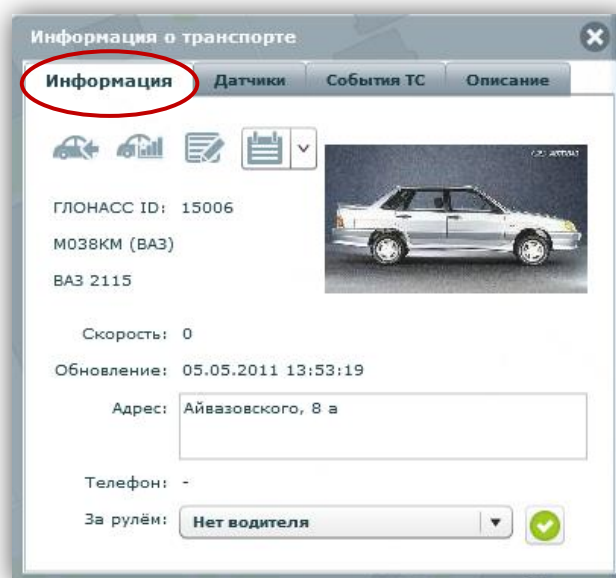 Информация о транспорте
Информация Датчики События ТС Описание
ГЛОНАСС ID: 15006
М038КМ (ВАЗ)
ВАЗ 2115
Скорость: 0
Обновление: 05.05.2011 13:53:19
Адрес: Айвазовского, 8 а
Телефон: -
За рулём: Нет водителя